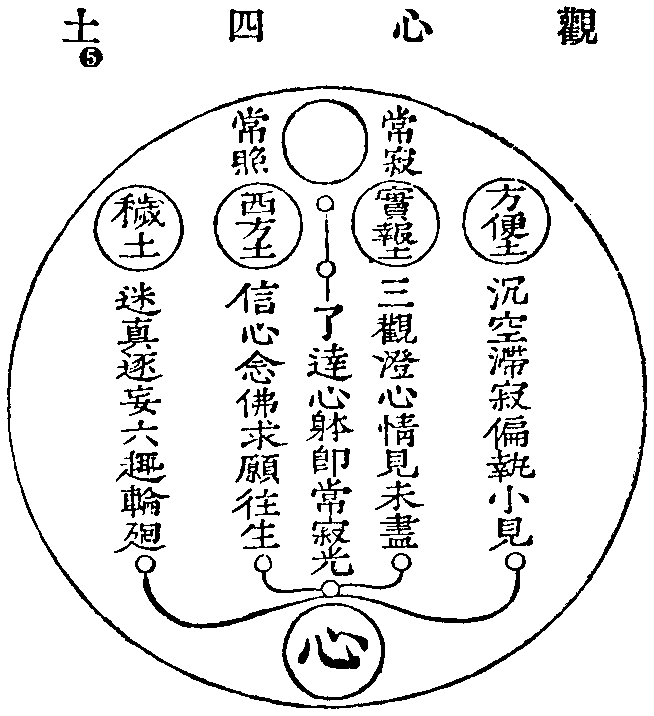 觀心四土
❺
常寂
常照
方便土
沉空滯寂偏執小見
實報土
三觀澄心情見未盡
了達心躰即常寂光
西方土
信心念佛求願往生
穢土
迷真逐妄六趣輪廻
心